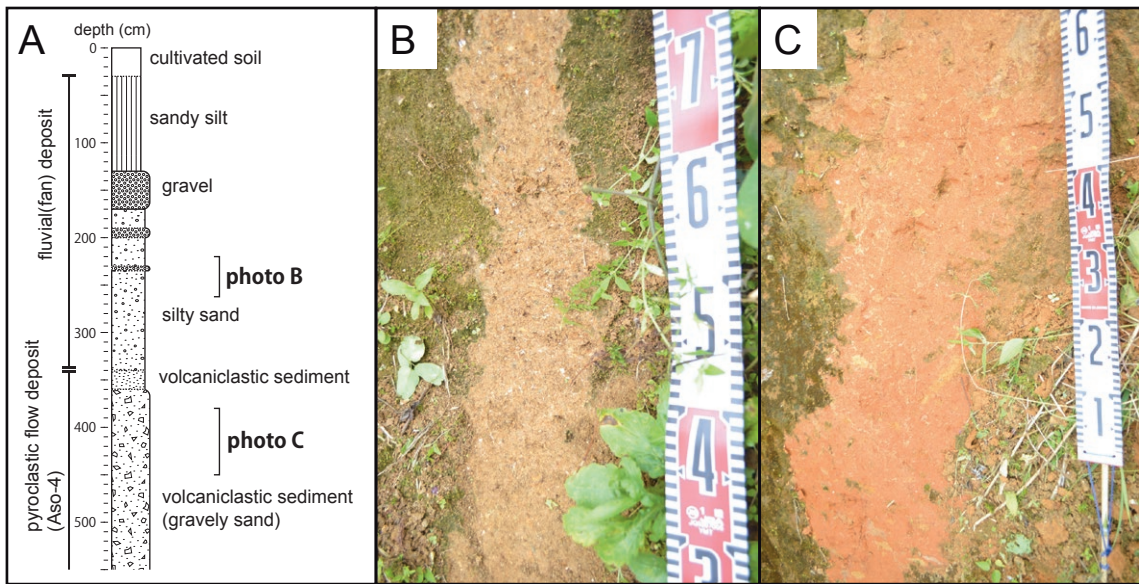 A
depth (cm)
0
cultivated soil
sandy silt
100
gravel
200
photo B
silty sand
300
volcaniclastic sediment
400
photo C
volcaniclastic sediment
(gravely sand)
500
fluvial(fan) deposit
pyroclastic flow deposit
(Aso-4)
B
7
6
5
4
3
C
6
5
4
3
2
1